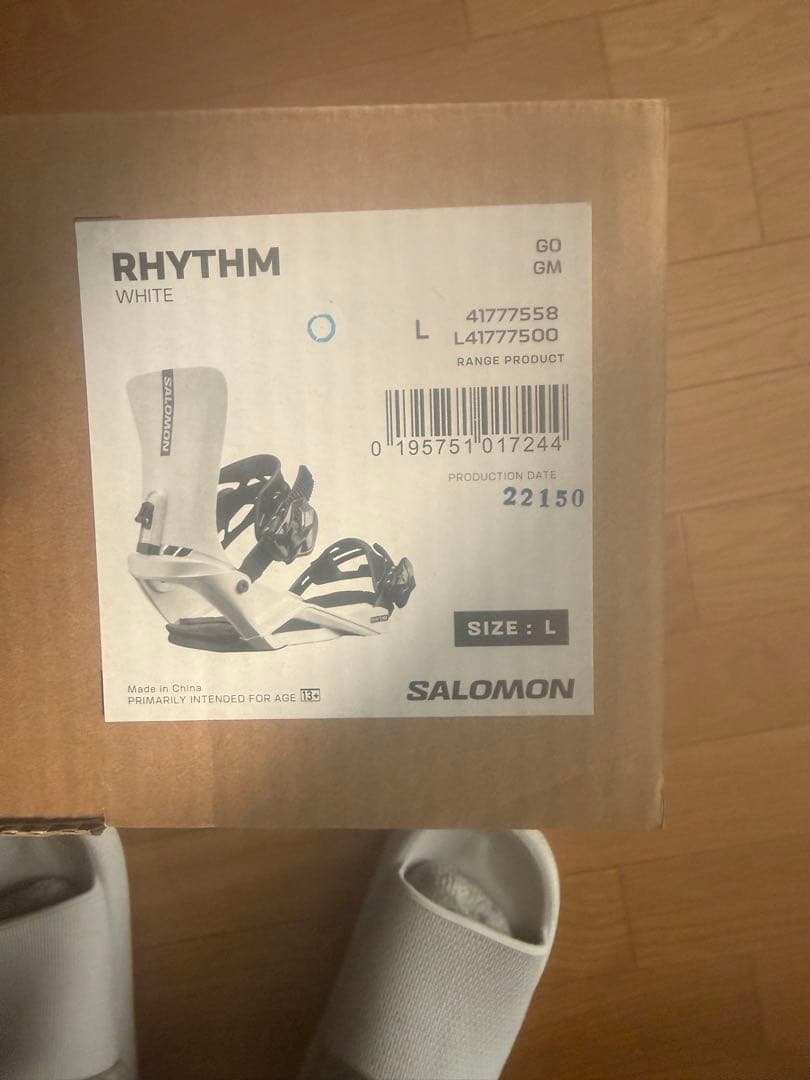 RHYTHM
WHITE
GO
GM
L
41777558
L41777500
RANGE PRODUCT
0 195751 017244
PRODUCTION DATE
22150
SALOMON
RHYTHM
SIZE : L
Made in China
PRIMARILY INTENDED FOR AGE 13+
SALOMON